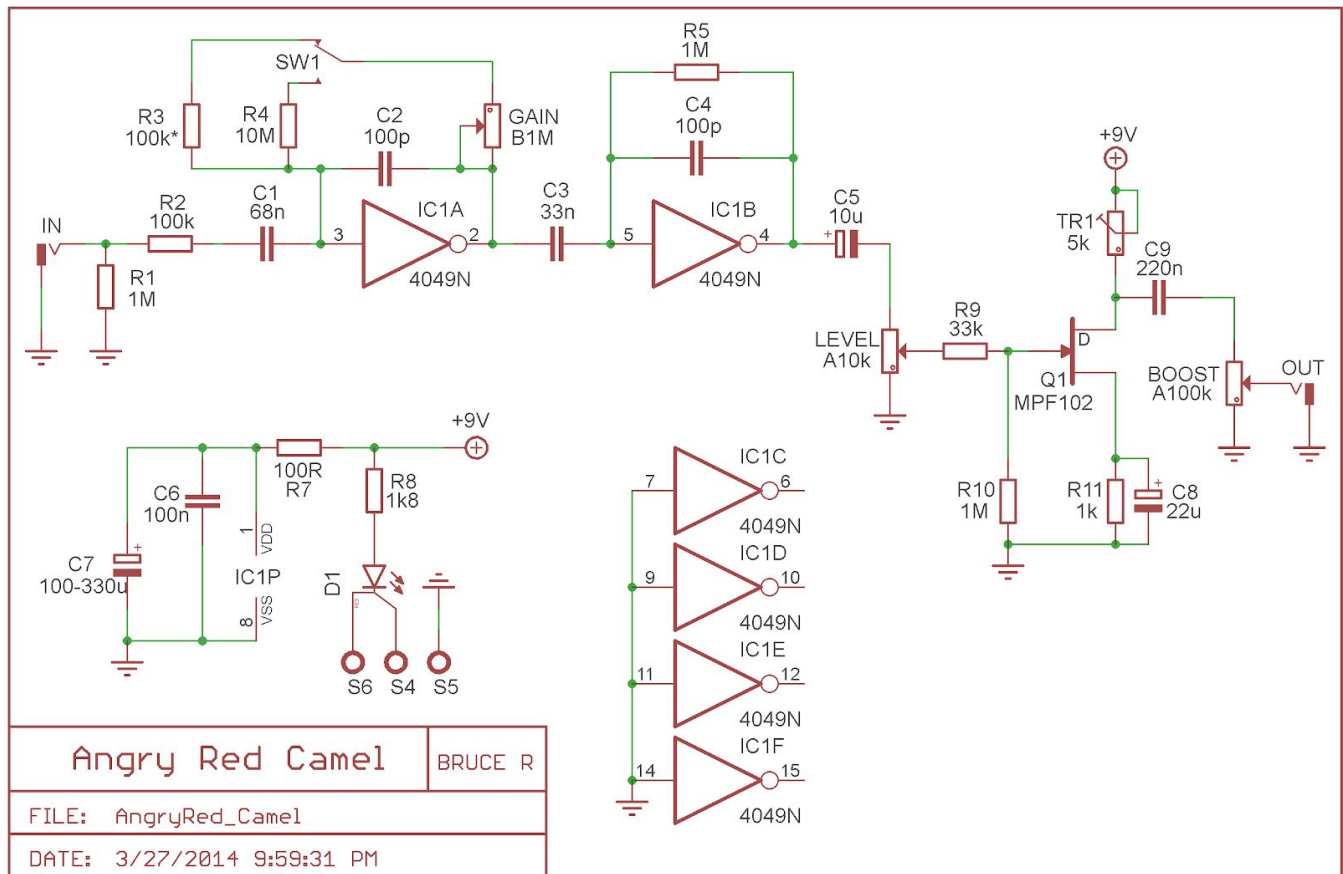 SW1
R3
100k*
R4
10M
C2
100p
GAIN
B1M
R5
1M
C4
100p
IN
R2
100k
C1
68n
R1
1M
3
IC1A
2
4049N
C3
33n
5
IC1B
4
4049N
C5
10u
+
LEVEL
A10k
R9
33k
+9V
TR1
5k
C9
220n
D
Q1
MPF102
BOOST
A100k
OUT
R10
1M
R11
1k
+
C8
22u
+9V
100R
R7
R8
1k8
C6
100n
+
C7
100-330u
1
VDD
IC1P
8
VSS
D1
S6
S4
S5
IC1C
7
6
4049N
IC1D
9
10
4049N
IC1E
11
12
4049N
IC1F
14
15
4049N
Angry Red Camel
BRUCE R
FILE: AngryRed_Camel
DATE: 3/27/2014 9:59:31 PM